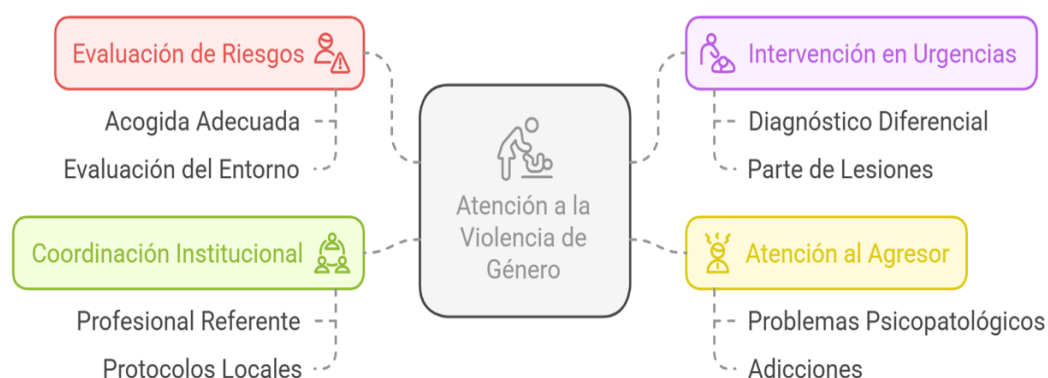 Evaluación de Riesgos
Acogida Adecuada
Evaluación del Entorno
Coordinación Institucional
Profesional Referente
Protocolos Locales
Atención a la
Violencia de
Género
Intervención en Urgencias
Diagnóstico Diferencial
Parte de Lesiones
Atención al Agresor
Problemas Psicopatológicos
Adicciones